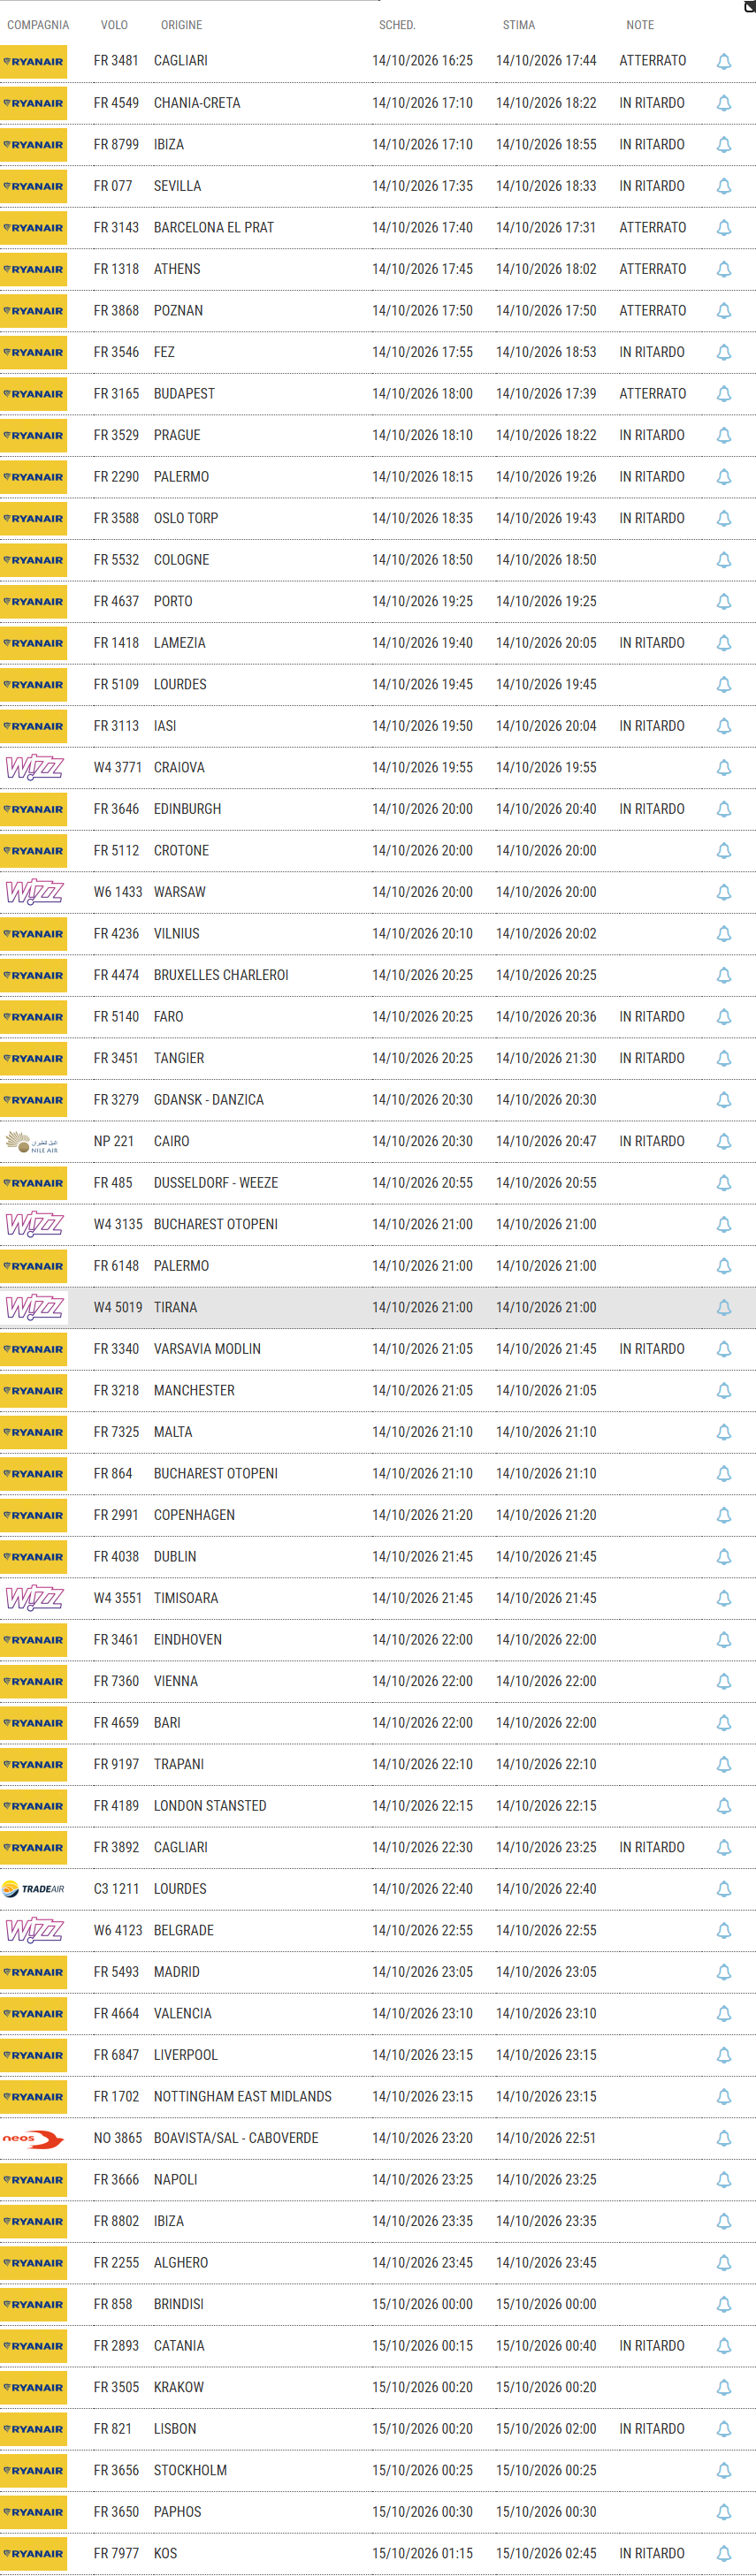 COMPAGNIA VOLO ORIGINE SCHED. STIMA NOTE
RYANAIR FR 3481 CAGLIARI 14/10/2026 16:25 14/10/2026 17:44 ATTERRATO
RYANAIR FR 4549 CHANIA-CRETA 14/10/2026 17:10 14/10/2026 18:22 IN RITARDO
RYANAIR FR 8799 IBIZA 14/10/2026 17:10 14/10/2026 18:55 IN RITARDO
RYANAIR FR 077 SEVILLA 14/10/2026 17:35 14/10/2026 18:33 IN RITARDO
RYANAIR FR 3143 BARCELONA EL PRAT 14/10/2026 17:40 14/10/2026 17:31 ATTERRATO
RYANAIR FR 1318 ATHENS 14/10/2026 17:45 14/10/2026 18:02 ATTERRATO
RYANAIR FR 3868 POZNAN 14/10/2026 17:50 14/10/2026 17:50 ATTERRATO
RYANAIR FR 3546 FEZ 14/10/2026 17:55 14/10/2026 18:53 IN RITARDO
RYANAIR FR 3165 BUDAPEST 14/10/2026 18:00 14/10/2026 17:39 ATTERRATO
RYANAIR FR 3529 PRAGUE 14/10/2026 18:10 14/10/2026 18:22 IN RITARDO
RYANAIR FR 2290 PALERMO 14/10/2026 18:15 14/10/2026 19:26 IN RITARDO
RYANAIR FR 3588 OSLO TORP 14/10/2026 18:35 14/10/2026 19:43 IN RITARDO
RYANAIR FR 5532 COLOGNE 14/10/2026 18:50 14/10/2026 18:50
RYANAIR FR 4637 PORTO 14/10/2026 19:25 14/10/2026 19:25
RYANAIR FR 1418 LAMEZIA 14/10/2026 19:40 14/10/2026 20:05 IN RITARDO
RYANAIR FR 5109 LOURDES 14/10/2026 19:45 14/10/2026 19:45
RYANAIR FR 3113 IASI 14/10/2026 19:50 14/10/2026 20:04 IN RITARDO
WIZZ W4 3771 CRAIOVA 14/10/2026 19:55 14/10/2026 19:55
RYANAIR FR 3646 EDINBURGH 14/10/2026 20:00 14/10/2026 20:40 IN RITARDO
RYANAIR FR 5112 CROTONE 14/10/2026 20:00 14/10/2026 20:00
WIZZ W6 1433 WARSAW 14/10/2026 20:00 14/10/2026 20:00
RYANAIR FR 4236 VILNIUS 14/10/2026 20:10 14/10/2026 20:02
RYANAIR FR 4474 BRUXELLES CHARLEROI 14/10/2026 20:25 14/10/2026 20:25
RYANAIR FR 5140 FARO 14/10/2026 20:25 14/10/2026 20:36 IN RITARDO
RYANAIR FR 3451 TANGIER 14/10/2026 20:25 14/10/2026 21:30 IN RITARDO
RYANAIR FR 3279 GDANSK - DANZICA 14/10/2026 20:30 14/10/2026 20:30
النيل للطيران NILE AIR NP 221 CAIRO 14/10/2026 20:30 14/10/2026 20:47 IN RITARDO
RYANAIR FR 485 DUSSELDORF - WEEZE 14/10/2026 20:55 14/10/2026 20:55
WIZZ W4 3135 BUCHAREST OTOPENI 14/10/2026 21:00 14/10/2026 21:00
RYANAIR FR 6148 PALERMO 14/10/2026 21:00 14/10/2026 21:00
WIZZ W4 5019 TIRANA 14/10/2026 21:00 14/10/2026 21:00
RYANAIR FR 3340 VARSAVIA MODLIN 14/10/2026 21:05 14/10/2026 21:45 IN RITARDO
RYANAIR FR 3218 MANCHESTER 14/10/2026 21:05 14/10/2026 21:05
RYANAIR FR 7325 MALTA 14/10/2026 21:10 14/10/2026 21:10
RYANAIR FR 864 BUCHAREST OTOPENI 14/10/2026 21:10 14/10/2026 21:10
RYANAIR FR 2991 COPENHAGEN 14/10/2026 21:20 14/10/2026 21:20
RYANAIR FR 4038 DUBLIN 14/10/2026 21:45 14/10/2026 21:45
WIZZ W4 3551 TIMISOARA 14/10/2026 21:45 14/10/2026 21:45
RYANAIR FR 3461 EINDHOVEN 14/10/2026 22:00 14/10/2026 22:00
RYANAIR FR 7360 VIENNA 14/10/2026 22:00 14/10/2026 22:00
RYANAIR FR 4659 BARI 14/10/2026 22:00 14/10/2026 22:00
RYANAIR FR 9197 TRAPANI 14/10/2026 22:10 14/10/2026 22:10
RYANAIR FR 4189 LONDON STANSTED 14/10/2026 22:15 14/10/2026 22:15
RYANAIR FR 3892 CAGLIARI 14/10/2026 22:30 14/10/2026 23:25 IN RITARDO
TRADEAIR C3 1211 LOURDES 14/10/2026 22:40 14/10/2026 22:40
WIZZ W6 4123 BELGRADE 14/10/2026 22:55 14/10/2026 22:55
RYANAIR FR 5493 MADRID 14/10/2026 23:05 14/10/2026 23:05
RYANAIR FR 4664 VALENCIA 14/10/2026 23:10 14/10/2026 23:10
RYANAIR FR 6847 LIVERPOOL 14/10/2026 23:15 14/10/2026 23:15
RYANAIR FR 1702 NOTTINGHAM EAST MIDLANDS 14/10/2026 23:15 14/10/2026 23:15
neos NO 3865 BOAVISTA/SAL - CABOVERDE 14/10/2026 23:20 14/10/2026 22:51
RYANAIR FR 3666 NAPOLI 14/10/2026 23:25 14/10/2026 23:25
RYANAIR FR 8802 IBIZA 14/10/2026 23:35 14/10/2026 23:35
RYANAIR FR 2255 ALGHERO 14/10/2026 23:45 14/10/2026 23:45
RYANAIR FR 858 BRINDISI 15/10/2026 00:00 15/10/2026 00:00
RYANAIR FR 2893 CATANIA 15/10/2026 00:15 15/10/2026 00:40 IN RITARDO
RYANAIR FR 3505 KRAKOW 15/10/2026 00:20 15/10/2026 00:20
RYANAIR FR 821 LISBON 15/10/2026 00:20 15/10/2026 02:00 IN RITARDO
RYANAIR FR 3656 STOCKHOLM 15/10/2026 00:25 15/10/2026 00:25
RYANAIR FR 3650 PAPHOS 15/10/2026 00:30 15/10/2026 00:30
RYANAIR FR 7977 KOS 15/10/2026 01:15 15/10/2026 02:45 IN RITARDO